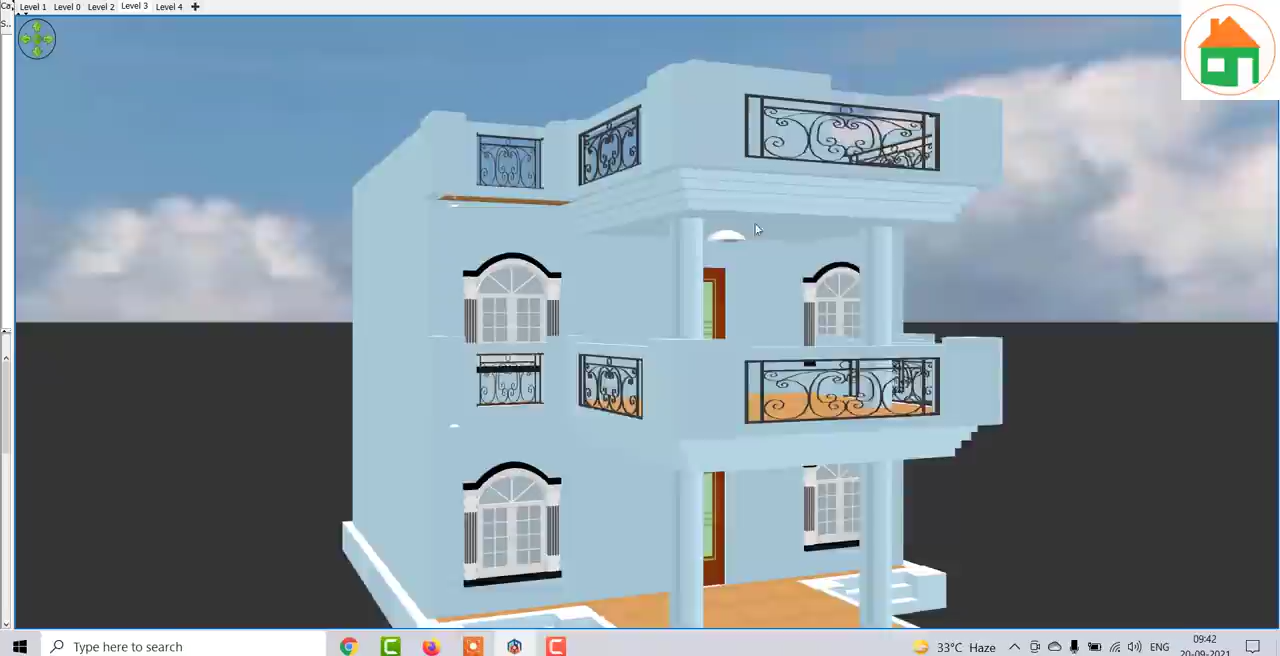 Ca
Level 1 Level 0 Level 2 Level 3 Level 4
S..
Type here to search
33°C Haze
ENG
09:42
20-09-2021